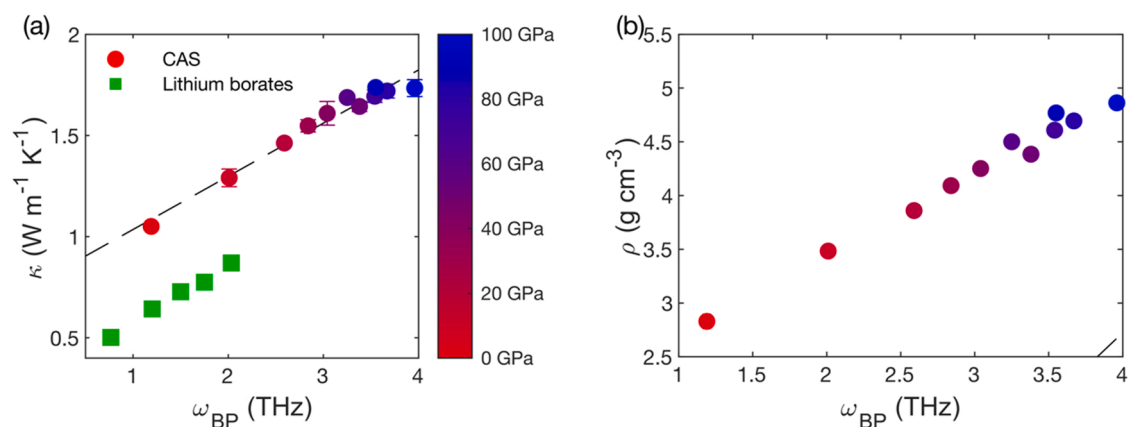 (a)
2
1.5
1
0.5
κ (W m⁻¹ K⁻¹)
CAS
Lithium borates
1 2 3 4
ω_BP (THz)
100 GPa
80 GPa
60 GPa
40 GPa
20 GPa
0 GPa
(b)
5.5
5
4.5
4
3.5
3
2.5
ρ (g cm⁻³)
1 1.5 2 2.5 3 3.5 4
ω_BP (THz)